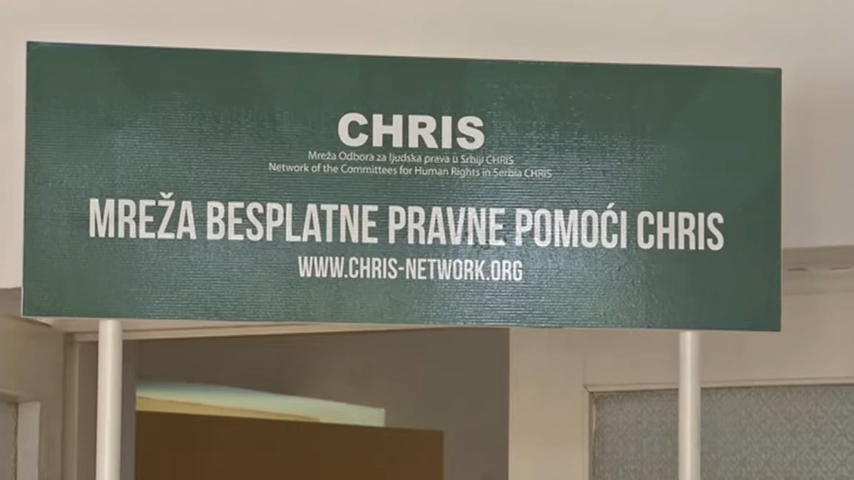 CHRIS
Mreža Odbora za ljudska prava u Srbiji CHRIS
Network of the Committees for Human Rights in Serbia CHRIS
MREŽA BESPLATNE PRAVNE POMOĆI CHRIS
WWW.CHRIS-NETWORK.ORG